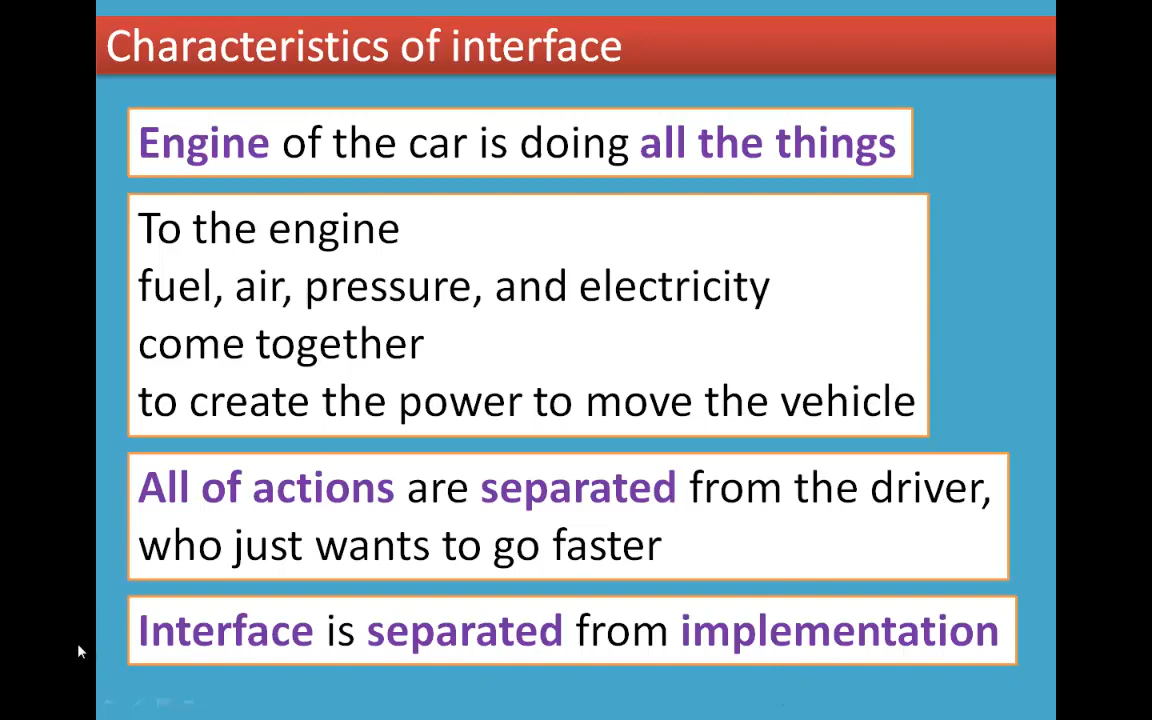 Characteristics of interface
Engine of the car is doing all the things
To the engine
fuel, air, pressure, and electricity
come together
to create the power to move the vehicle
All of actions are separated from the driver,
who just wants to go faster
Interface is separated from implementation